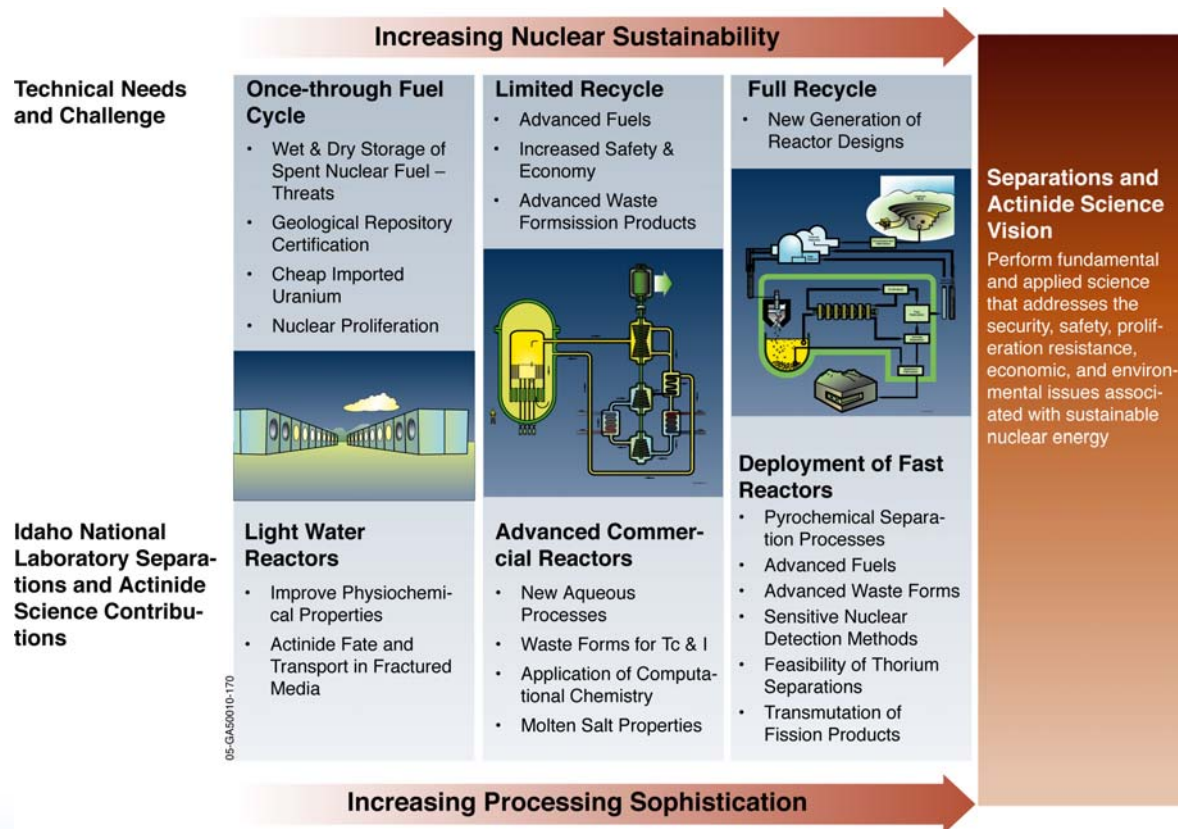 Increasing Nuclear Sustainability
Technical Needs
and Challenge
Once-through Fuel
Cycle
• Wet & Dry Storage of
Spent Nuclear Fuel –
Threats
• Geological Repository
Certification
• Cheap Imported
Uranium
• Nuclear Proliferation
Limited Recycle
• Advanced Fuels
• Increased Safety &
Economy
• Advanced Waste
Formsission Products
Full Recycle
• New Generation of
Reactor Designs
Separations and
Actinide Science
Vision
Perform fundamental
and applied science
that addresses the
security, safety, prolif-
eration resistance,
economic, and environ-
mental issues associ-
ated with sustainable
nuclear energy
Idaho National
Laboratory Separa-
tions and Actinide
Science Contribu-
tions
Light Water
Reactors
• Improve Physiochemi-
cal Properties
• Actinide Fate and
Transport in Fractured
Media
Advanced Commer-
cial Reactors
• New Aqueous
Processes
• Waste Forms for Tc & I
• Application of Computa-
tional Chemistry
• Molten Salt Properties
Deployment of Fast
Reactors
• Pyrochemical Separa-
tion Processes
• Advanced Fuels
• Advanced Waste Forms
• Sensitive Nuclear
Detection Methods
• Feasibility of Thorium
Separations
• Transmutation of
Fission Products
05-GA50010-170
Increasing Processing Sophistication